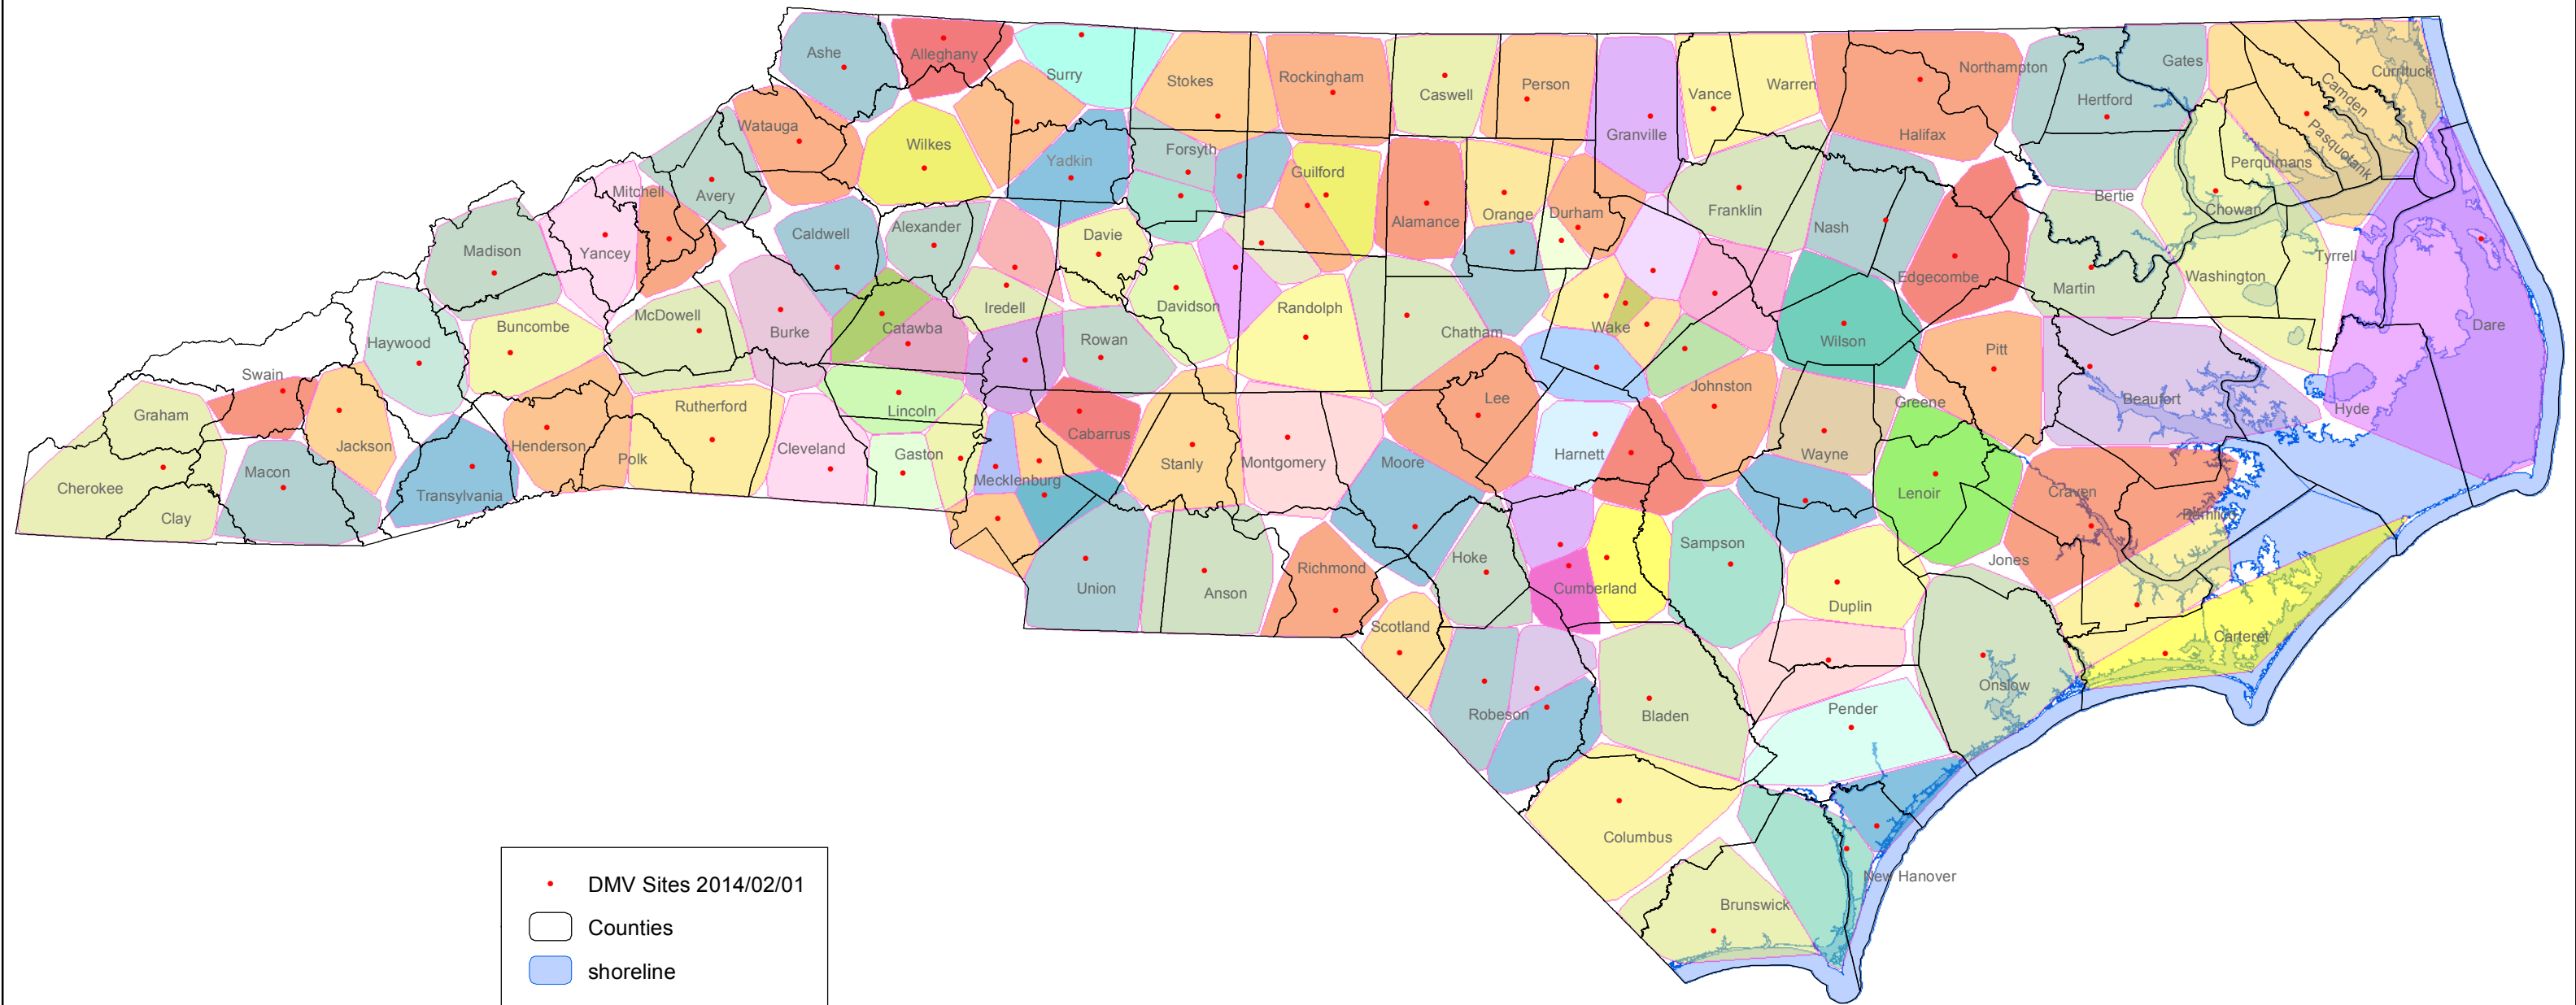 Ashe
Alleghany
Surry
Stokes
Rockingham
Caswell
Person
Granville
Vance
Warren
Northampton
Halifax
Hertford
Gates
Currituck
Camden
Pasquotank
Perquimans
Chowan
Bertie
Watauga
Wilkes
Yadkin
Forsyth
Guilford
Alamance
Orange
Durham
Franklin
Nash
Edgecombe
Martin
Washington
Tyrrell
Dare
Mitchell
Avery
Caldwell
Alexander
Davie
Iredell
Davidson
Randolph
Chatham
Wake
Wilson
Pitt
Beaufort
Hyde
Madison
Yancey
Buncombe
McDowell
Burke
Catawba
Rowan
Lee
Johnston
Greene
Haywood
Swain
Graham
Jackson
Henderson
Polk
Rutherford
Cleveland
Lincoln
Gaston
Cabarrus
Mecklenburg
Stanly
Montgomery
Moore
Harnett
Wayne
Lenoir
Craven
Pamlico
Cherokee
Clay
Macon
Transylvania
Union
Anson
Richmond
Scotland
Hoke
Cumberland
Sampson
Duplin
Jones
Carteret
Onslow
Robeson
Bladen
Pender
Columbus
Brunswick
New Hanover
DMV Sites 2014/02/01
Counties
shoreline